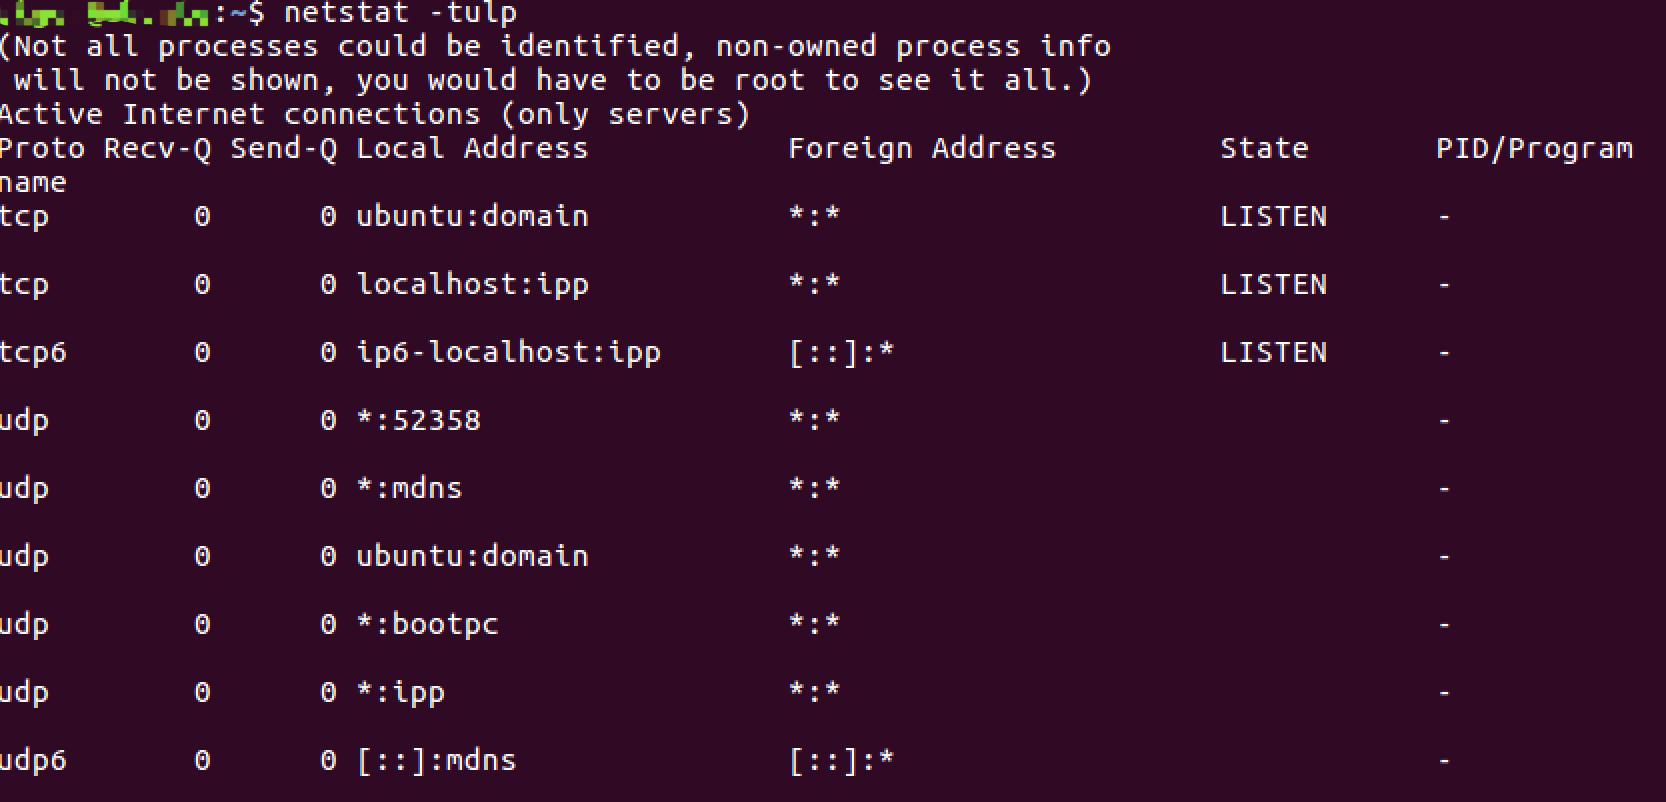 :~$ netstat -tulp
(Not all processes could be identified, non-owned process info
 will not be shown, you would have to be root to see it all.)
Active Internet connections (only servers)
Proto Recv-Q Send-Q Local Address           Foreign Address         State       PID/Program
name
tcp        0      0 ubuntu:domain           *:*                     LISTEN      -
tcp        0      0 localhost:ipp           *:*                     LISTEN      -
tcp6       0      0 ip6-localhost:ipp       [::]:*                  LISTEN      -
udp        0      0 *:52358                 *:*                                 -
udp        0      0 *:mdns                  *:*                                 -
udp        0      0 ubuntu:domain           *:*                                 -
udp        0      0 *:bootpc                *:*                                 -
udp        0      0 *:ipp                   *:*                                 -
udp6       0      0 [::]:mdns               [::]:*                              -